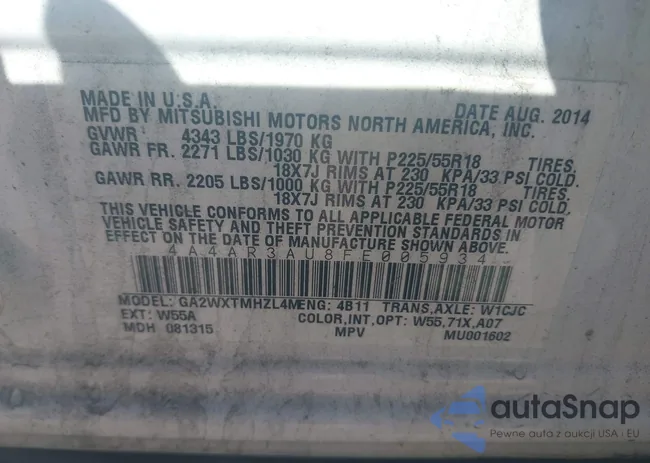 MADE IN U.S.A. DATE AUG. 2014
MFD BY MITSUBISHI MOTORS NORTH AMERICA, INC.
GVWR 4343 LBS/1970 KG
GAWR FR. 2271 LBS/1030 KG WITH P225/55R18 TIRES.
18X7J RIMS AT 230 KPA/33 PSI COLD.
GAWR RR. 2205 LBS/1000 KG WITH P225/55R18 TIRES.
18X7J RIMS AT 230 KPA/33 PSI COLD.
THIS VEHICLE CONFORMS TO ALL APPLICABLE FEDERAL MOTOR
VEHICLE SAFETY AND THEFT PREVENTION STANDARDS IN
EFFECT ON THE DATE OF MANUFACTURE SHOWN ABOVE.
4A4AR3AU8FE005934
MODEL: GA2WXTMHZL4M ENG: 4B11 TRANS,AXLE: W1CJC
EXT: W55A COLOR,INT,OPT: W55,71X,A07
MDH 081315 MPV MU001602
autoSnap
Pewne auta z aukcji USA i EU